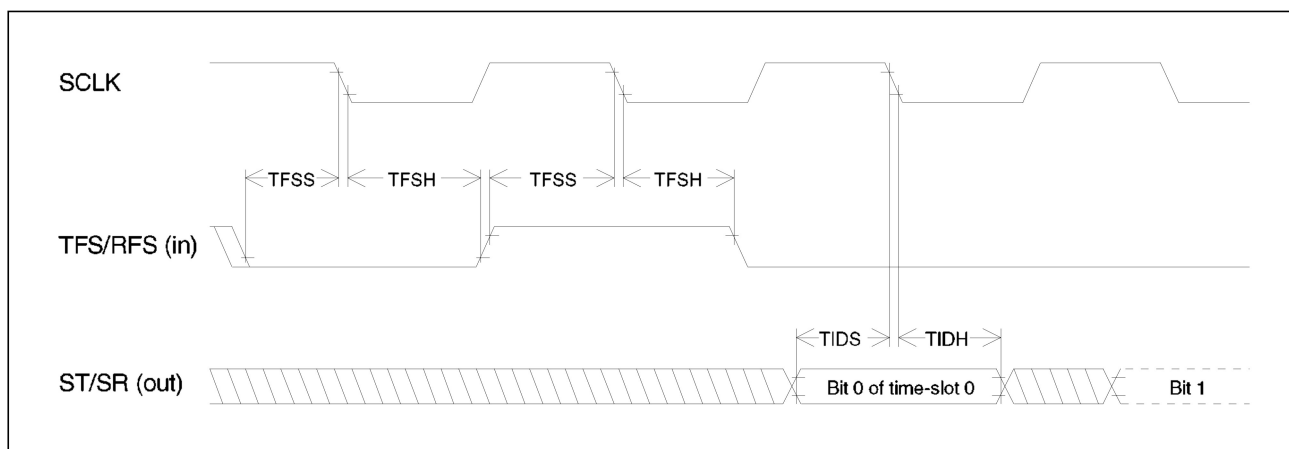 SCLK
TFSS TFSH TFSS TFSH
TFS/RFS (in)
TIDS TIDH
ST/SR (out) Bit 0 of time-slot 0 Bit 1